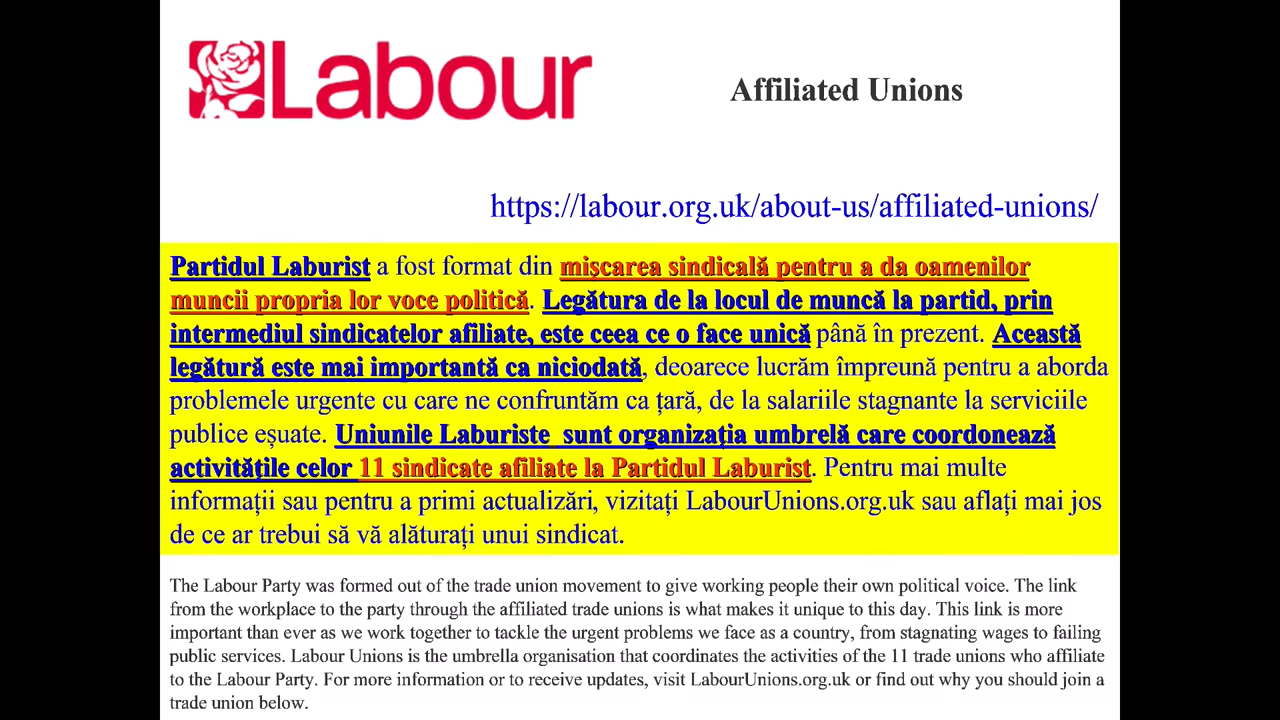 Labour
Affiliated Unions
https://labour.org.uk/about-us/affiliated-unions/
Partidul Laburist a fost format din mișcarea sindicală pentru a da oamenilor
muncii propria lor voce politică. Legătura de la locul de muncă la partid, prin
intermediul sindicatelor afiliate, este ceea ce o face unică până în prezent. Această
legătură este mai importantă ca niciodată, deoarece lucrăm împreună pentru a aborda
problemele urgente cu care ne confruntăm ca țară, de la salariile stagnante la serviciile
publice eșuate. Uniunile Laburiste sunt organizația umbrelă care coordonează
activitățile celor 11 sindicate afiliate la Partidul Laburist. Pentru mai multe
informații sau pentru a primi actualizări, vizitați LabourUnions.org.uk sau aflați mai jos
de ce ar trebui să vă alăturați unui sindicat.
The Labour Party was formed out of the trade union movement to give working people their own political voice. The link
from the workplace to the party through the affiliated trade unions is what makes it unique to this day. This link is more
important than ever as we work together to tackle the urgent problems we face as a country, from stagnating wages to failing
public services. Labour Unions is the umbrella organisation that coordinates the activities of the 11 trade unions who affiliate
to the Labour Party. For more information or to receive updates, visit LabourUnions.org.uk or find out why you should join a
trade union below.